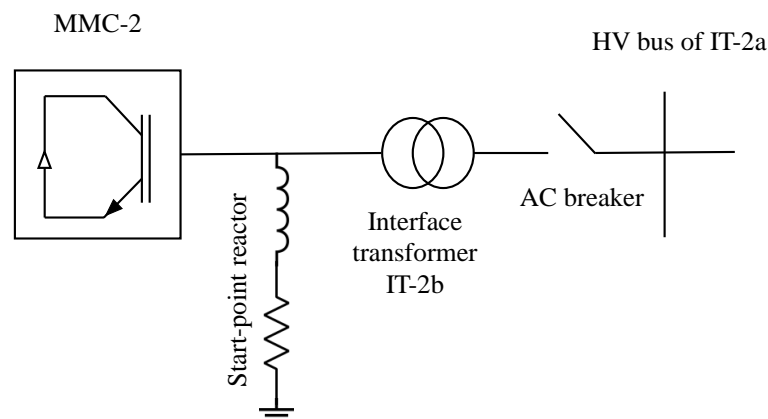 MMC-2
HV bus of IT-2a
AC breaker
Interface
transformer
IT-2b
Start-point reactor